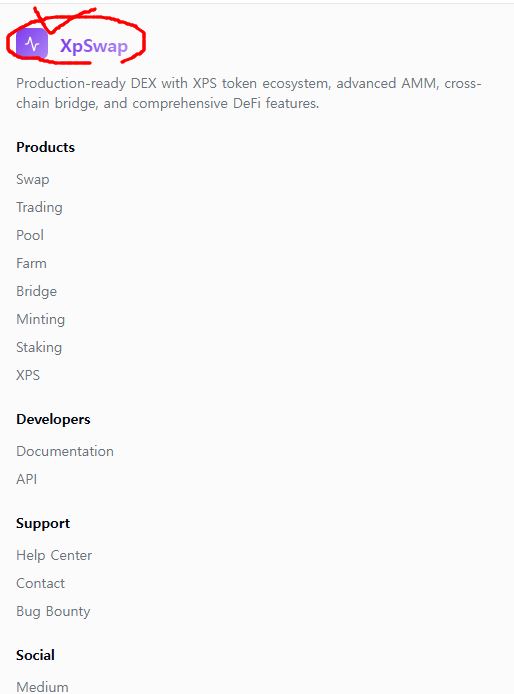 XpSwap
Production-ready DEX with XPS token ecosystem, advanced AMM, cross-
chain bridge, and comprehensive DeFi features.
Products
Swap
Trading
Pool
Farm
Bridge
Minting
Staking
XPS
Developers
Documentation
API
Support
Help Center
Contact
Bug Bounty
Social
Medium